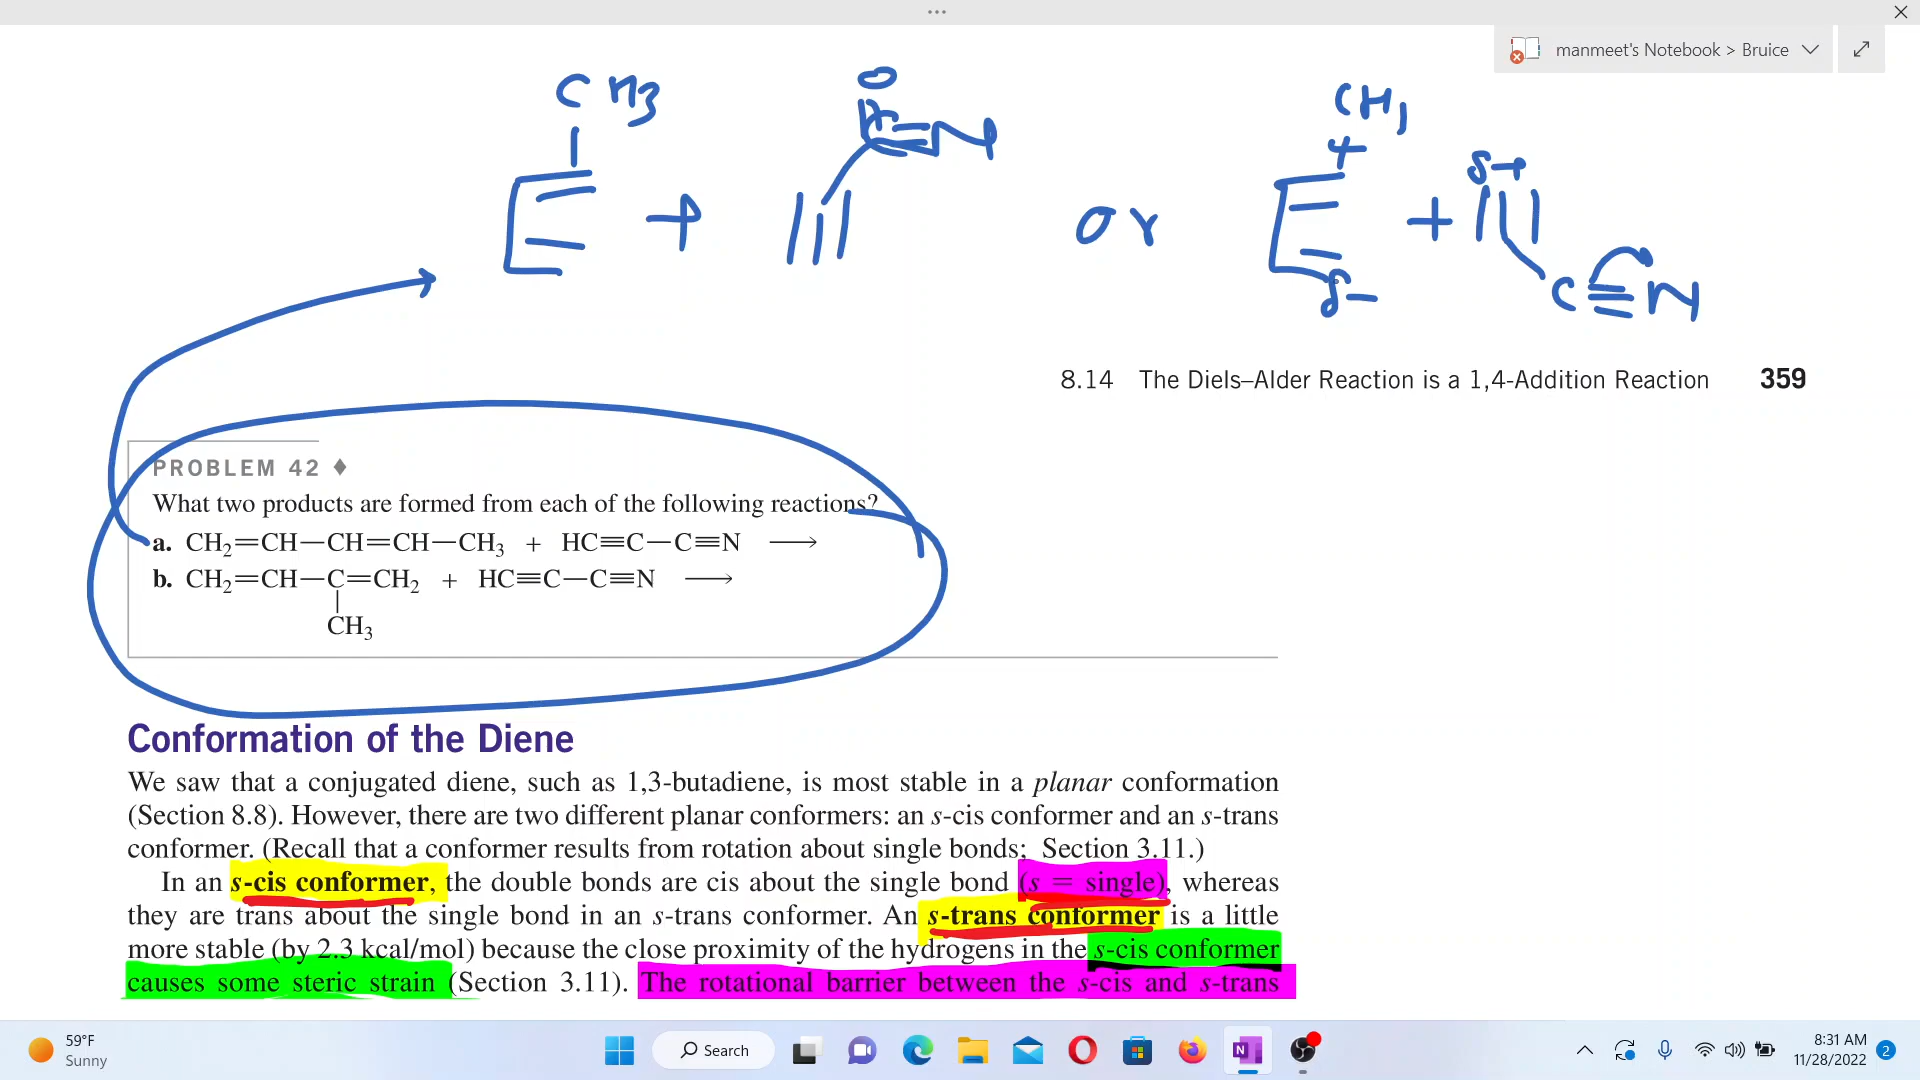 manmeet's Notebook > Bruice
CH3
CH3
or
δ+
δ-
C≡N
8.14 The Diels–Alder Reaction is a 1,4-Addition Reaction 359
PROBLEM 42 ♦
What two products are formed from each of the following reactions?
a. CH₂=CH—CH=CH—CH₃ + HC≡C—C≡N ⟶
b. CH₂=CH—C=CH₂ + HC≡C—C≡N ⟶
CH₃
Conformation of the Diene
We saw that a conjugated diene, such as 1,3-butadiene, is most stable in a planar conformation
(Section 8.8). However, there are two different planar conformers: an s-cis conformer and an s-trans
conformer. (Recall that a conformer results from rotation about single bonds; Section 3.11.)
In an s-cis conformer, the double bonds are cis about the single bond (s = single), whereas
they are trans about the single bond in an s-trans conformer. An s-trans conformer is a little
more stable (by 2.3 kcal/mol) because the close proximity of the hydrogens in the s-cis conformer
causes some steric strain (Section 3.11). The rotational barrier between the s-cis and s-trans
59°F
Sunny
Search
8:31 AM
11/28/2022
2